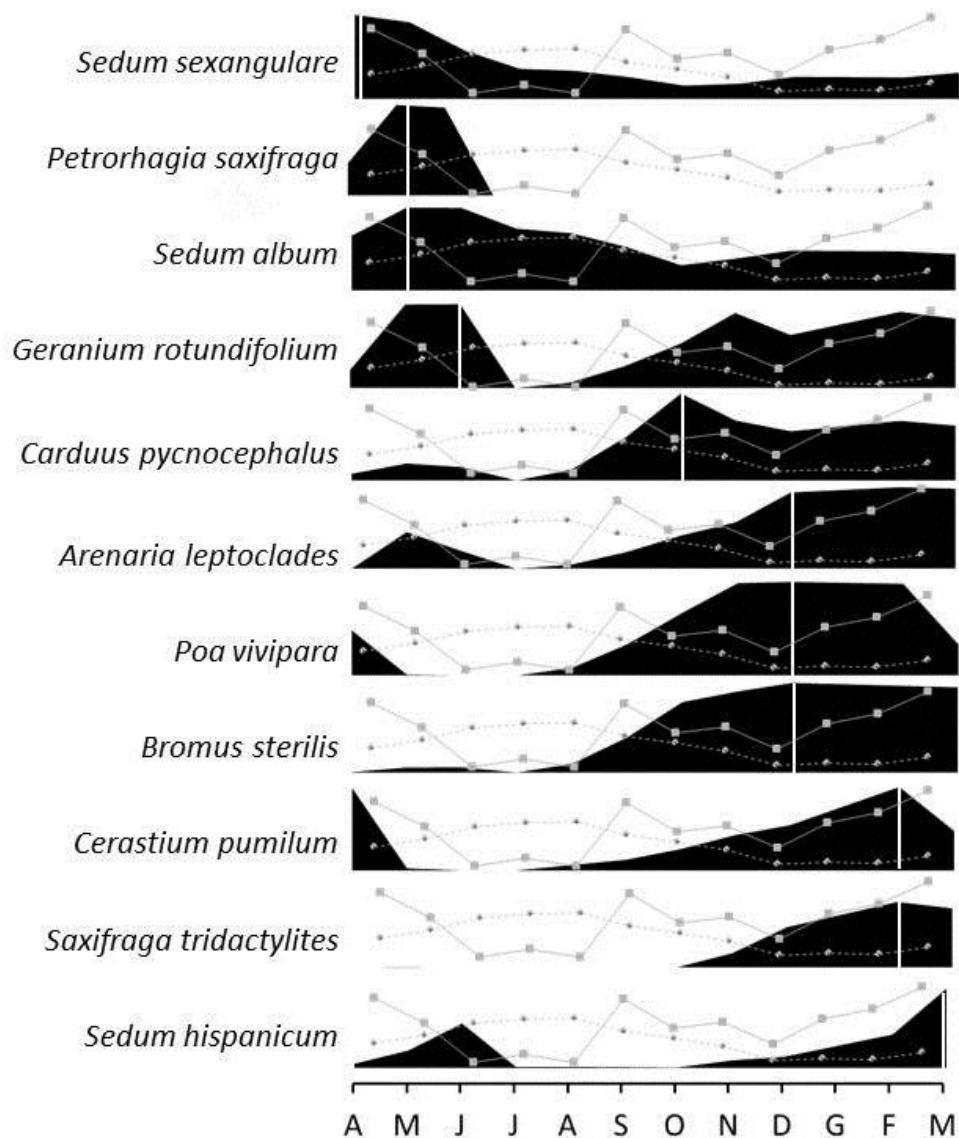 Sedum sexangulare
Petrorhagia saxifraga
Sedum album
Geranium rotundifolium
Carduus pycnocephalus
Arenaria leptoclades
Poa vivipara
Bromus sterilis
Cerastium pumilum
Saxifraga tridactylites
Sedum hispanicum
A M J J A S O N D G F M